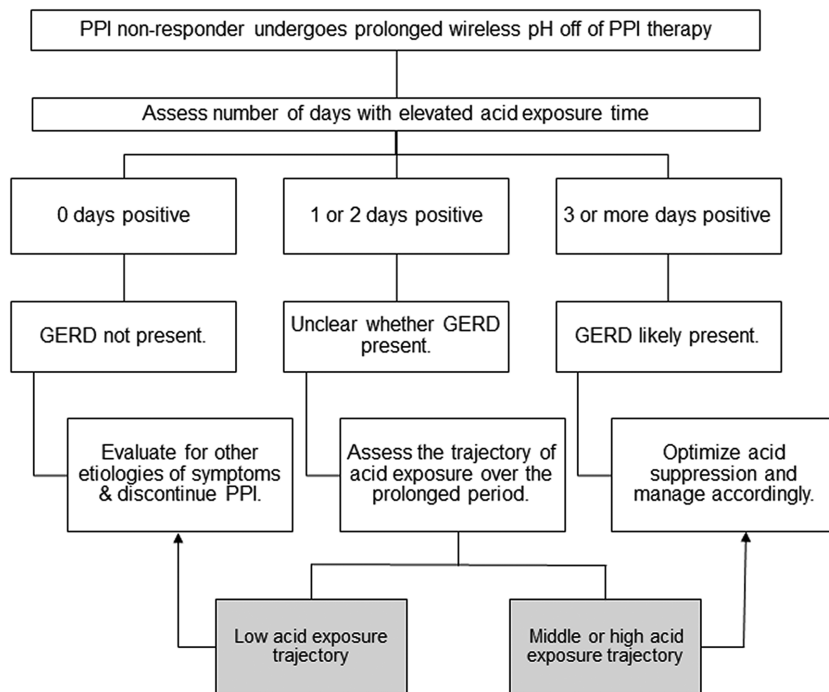 PPI non-responder undergoes prolonged wireless pH off of PPI therapy
Assess number of days with elevated acid exposure time
0 days positive
1 or 2 days positive
3 or more days positive
GERD not present.
Unclear whether GERD
present.
GERD likely present.
Evaluate for other
etiologies of symptoms
& discontinue PPI.
Assess the trajectory of
acid exposure over the
prolonged period.
Optimize acid
suppression and
manage accordingly.
Low acid exposure
trajectory
Middle or high acid
exposure trajectory